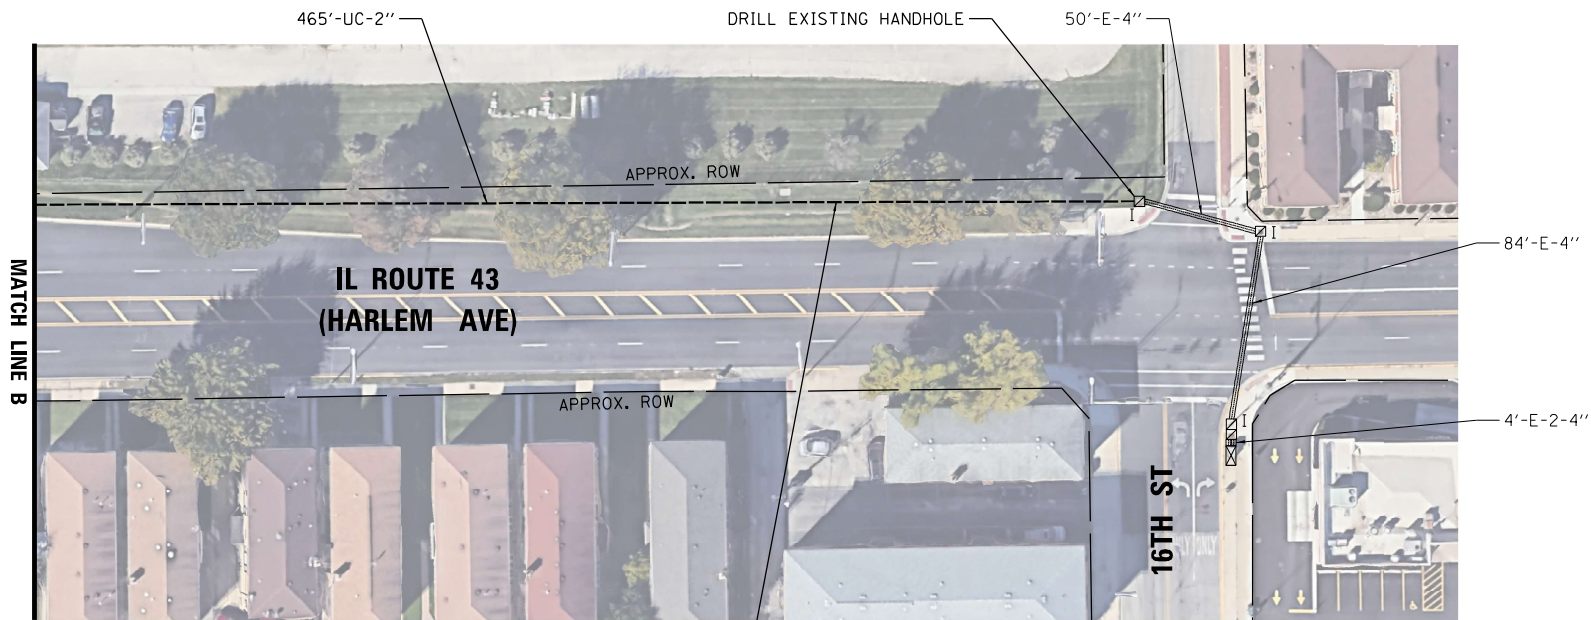 465'-UC-2"
DRILL EXISTING HANDHOLE
50'-E-4"
APPROX. ROW
I
I
84'-E-4"
IL ROUTE 43
(HARLEM AVE)
MATCH LINE B
APPROX. ROW
I
4'-E-2-4"
16TH ST
ONLY